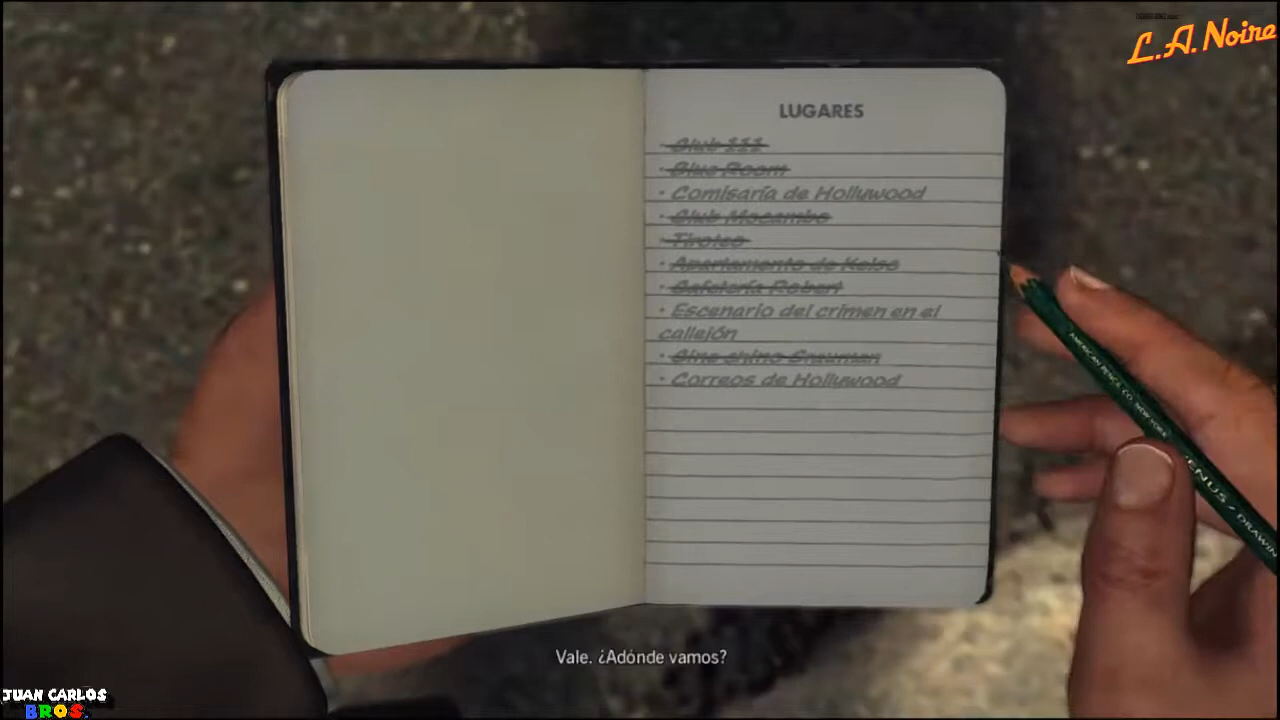 L.A. Noire
LUGARES
· Club 111
· Blue Room
· Comisaría de Hollywood
· Club Mocambo
· Tiroteo
· Apartamento de Kelso
· Cafetería Robert
· Escenario del crimen en el
callejón
· Cine chino Grauman
· Correos de Hollywood
AMERICAN PENCIL CO. NEW YORK
VENUS / DRAWIN
Vale. ¿Adónde vamos?
JUAN CARLOS
BROS.